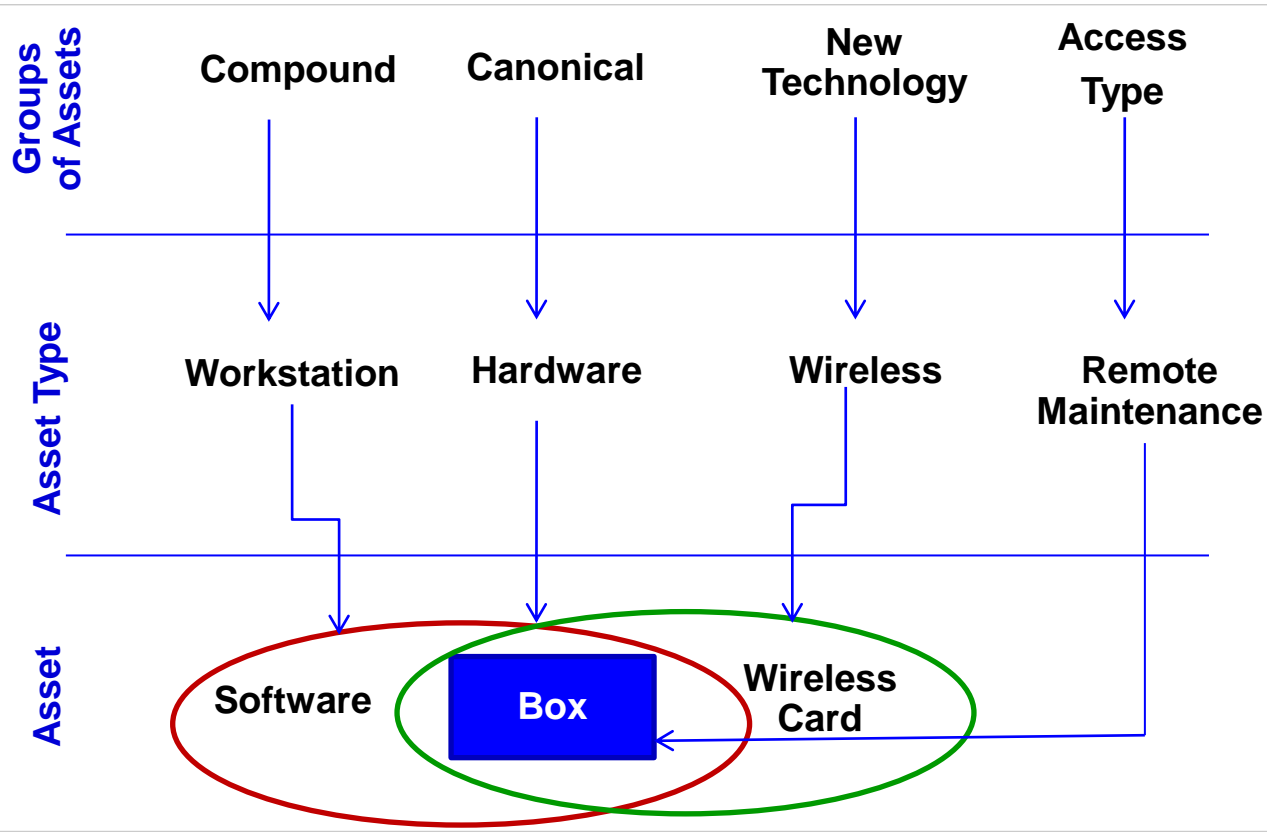 Groups
of Assets
Compound
Canonical
New
Technology
Access
Type
Asset Type
Workstation
Hardware
Wireless
Remote
Maintenance
Asset
Software
Box
Wireless
Card